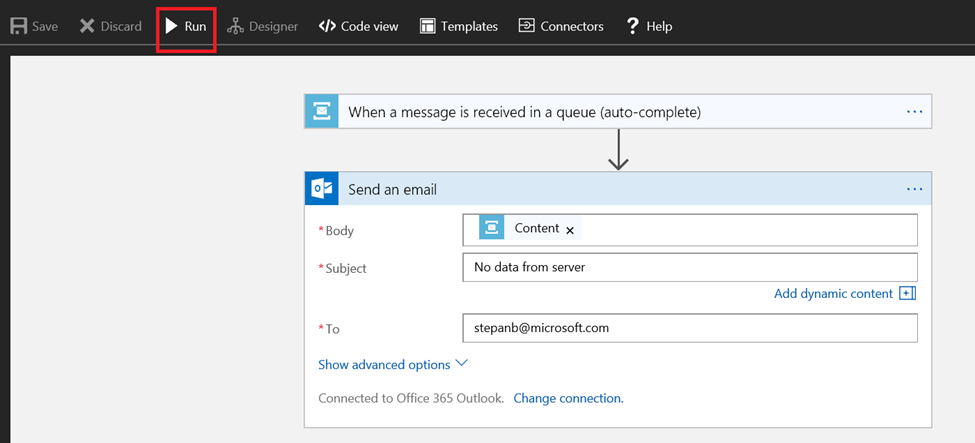 Save Discard Run Designer Code view Templates Connectors ? Help
When a message is received in a queue (auto-complete) ...
Send an email ...
*Body Content ×
*Subject No data from server
Add dynamic content
*To stepanb@microsoft.com
Show advanced options
Connected to Office 365 Outlook. Change connection.